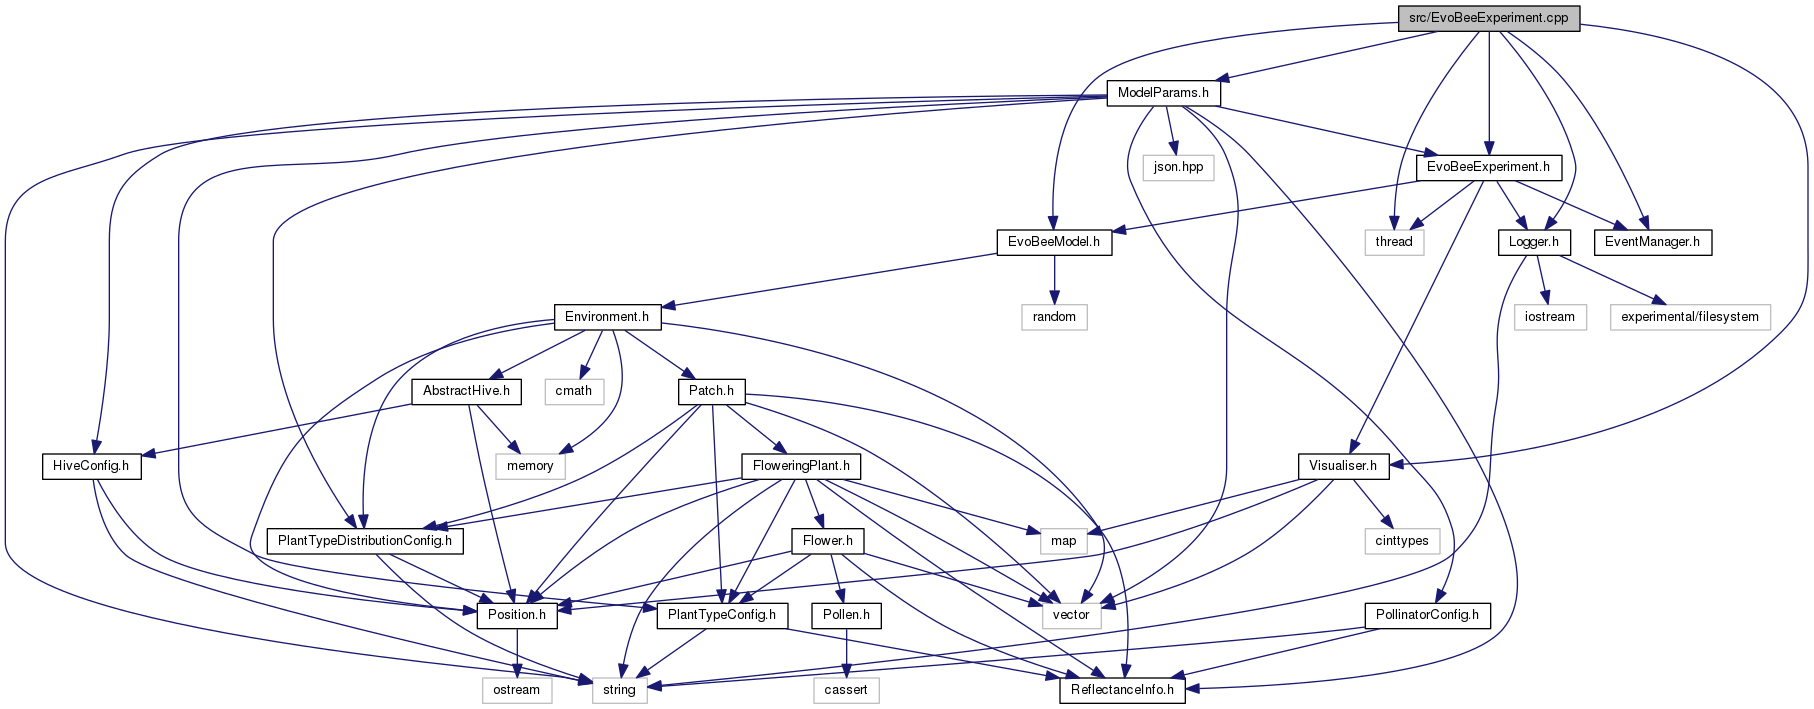 src/EvoBeeExperiment.cpp
ModelParams.h
json.hpp
EvoBeeExperiment.h
EvoBeeModel.h
thread
Logger.h
EventManager.h
Environment.h
random
iostream
experimental/filesystem
AbstractHive.h
cmath
Patch.h
HiveConfig.h
memory
FloweringPlant.h
Visualiser.h
PlantTypeDistributionConfig.h
Flower.h
map
cinttypes
Position.h
PlantTypeConfig.h
Pollen.h
vector
PollinatorConfig.h
ostream
string
cassert
ReflectanceInfo.h